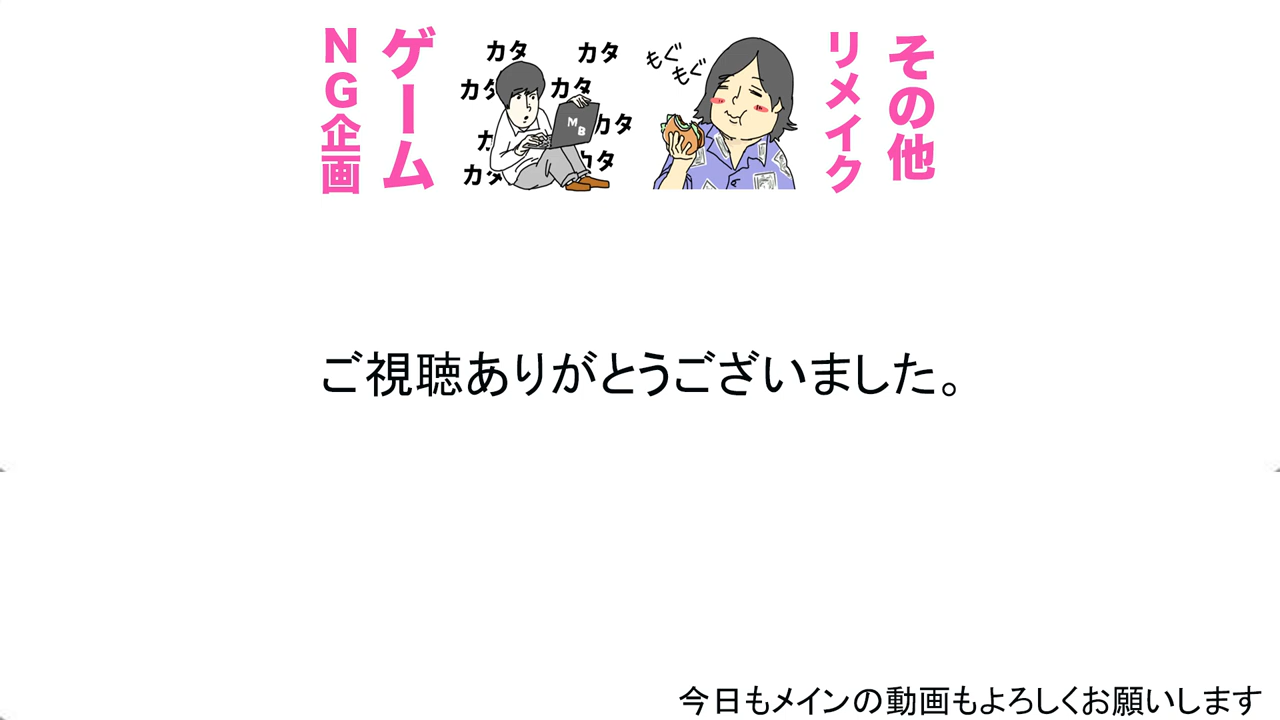 ゲーム
NG企画
カタ
カタ
カタ
カタ
カタ
カタ
カタ
カタ
MB
もぐ
もぐ
その他
リメイク
ご視聴ありがとうございました。
今日もメインの動画もよろしくお願いします